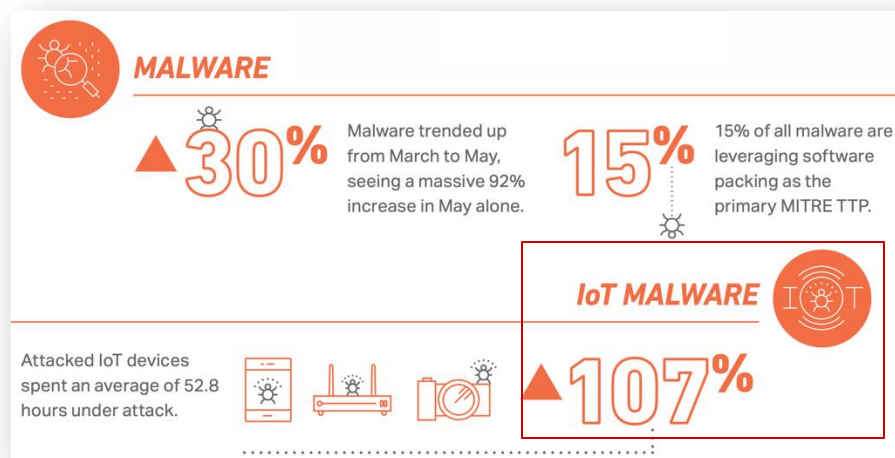 MALWARE
30%
Malware trended up
from March to May,
seeing a massive 92%
increase in May alone.
15%
15% of all malware are
leveraging software
packing as the
primary MITRE TTP.
IoT MALWARE
I T
Attacked IoT devices
spent an average of 52.8
hours under attack.
107%